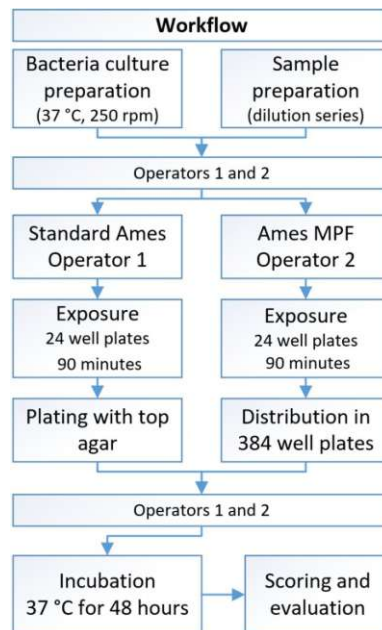 Workflow
Bacteria culture
preparation
(37 °C, 250 rpm)
Sample
preparation
(dilution series)
Operators 1 and 2
Standard Ames
Operator 1
Ames MPF
Operator 2
Exposure
24 well plates
90 minutes
Exposure
24 well plates
90 minutes
Plating with top
agar
Distribution in
384 well plates
Operators 1 and 2
Incubation
37 °C for 48 hours
Scoring and
evaluation